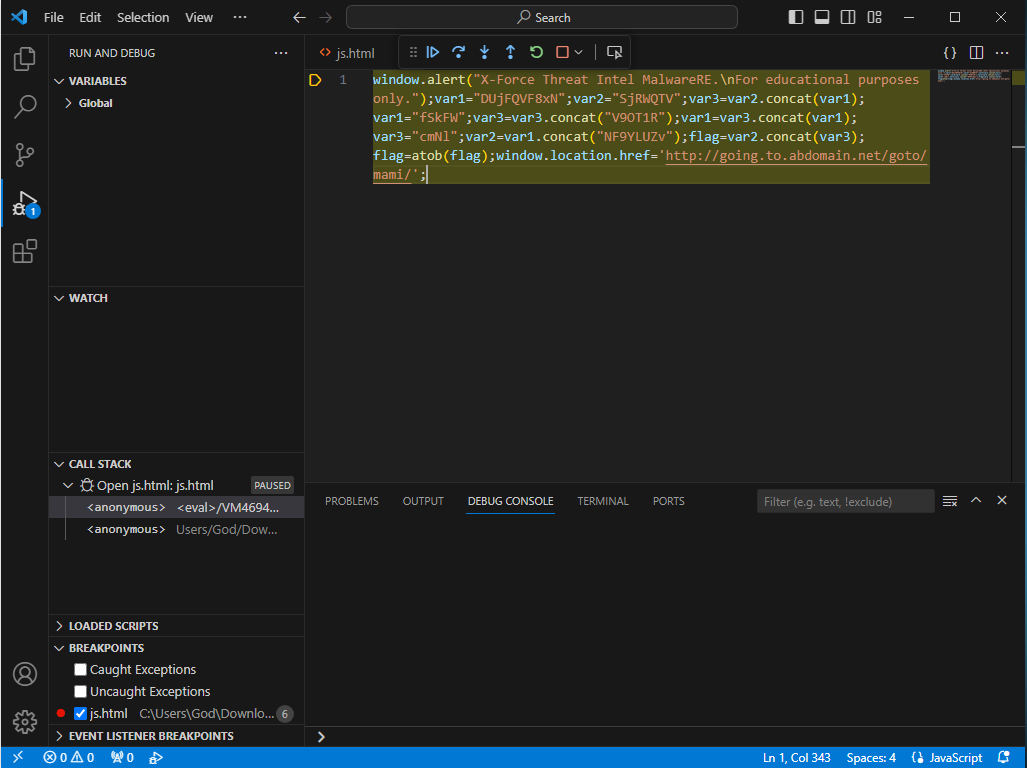 File Edit Selection View ··· Search
RUN AND DEBUG ···
VARIABLES
Global
WATCH
CALL STACK
Open js.html: js.html PAUSED
<anonymous> <eval>/VM4694...
<anonymous> Users/God/Dow...
LOADED SCRIPTS
BREAKPOINTS
Caught Exceptions
Uncaught Exceptions
js.html C:\Users\God\Downlo... 6
EVENT LISTENER BREAKPOINTS
1
<> js.html
{} ···
1 window.alert("X-Force Threat Intel MalwareRE.\nFor educational purposes
only.");var1="DUjFQVF8xN";var2="SjRWQTV";var3=var2.concat(var1);
var1="fSkFW";var3=var3.concat("V9OT1R");var1=var3.concat(var1);
var3="cmNl";var2=var1.concat("NF9YLUZv");flag=var2.concat(var3);
flag=atob(flag);window.location.href='http://going.to.abdomain.net/goto/
mami/';
PROBLEMS OUTPUT DEBUG CONSOLE TERMINAL PORTS Filter (e.g. text, !exclude)
0 0 0 Ln 1, Col 343 Spaces: 4 {} JavaScript